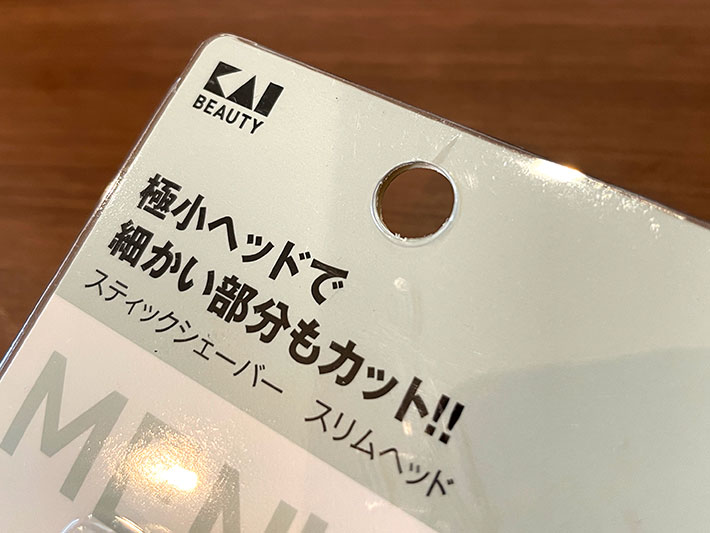 KAI
BEAUTY
極小ヘッドで
細かい部分もカット!!
スティックシェーバー スリムヘッド